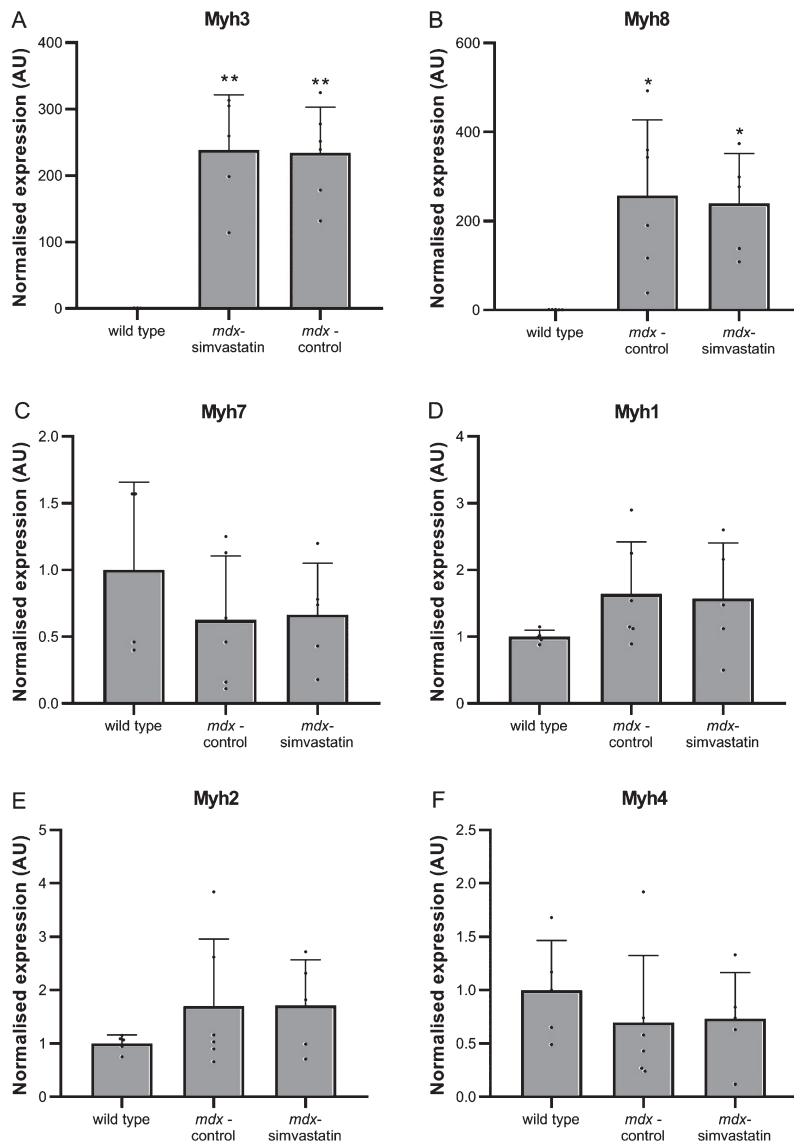 A
Myh3
Normalised expression (AU)
400
300
200
100
0
**
**
wild type
mdx-
simvastatin
mdx -
control
B
Myh8
Normalised expression (AU)
600
400
200
0
*
*
wild type
mdx -
control
mdx-
simvastatin
C
Myh7
Normalised expression (AU)
2.0
1.5
1.0
0.5
0.0
wild type
mdx -
control
mdx-
simvastatin
D
Myh1
Normalised expression (AU)
4
3
2
1
0
wild type
mdx -
control
mdx-
simvastatin
E
Myh2
Normalised expression (AU)
5
4
3
2
1
0
wild type
mdx -
control
mdx-
simvastatin
F
Myh4
Normalised expression (AU)
2.5
2.0
1.5
1.0
0.5
0.0
wild type
mdx -
control
mdx-
simvastatin